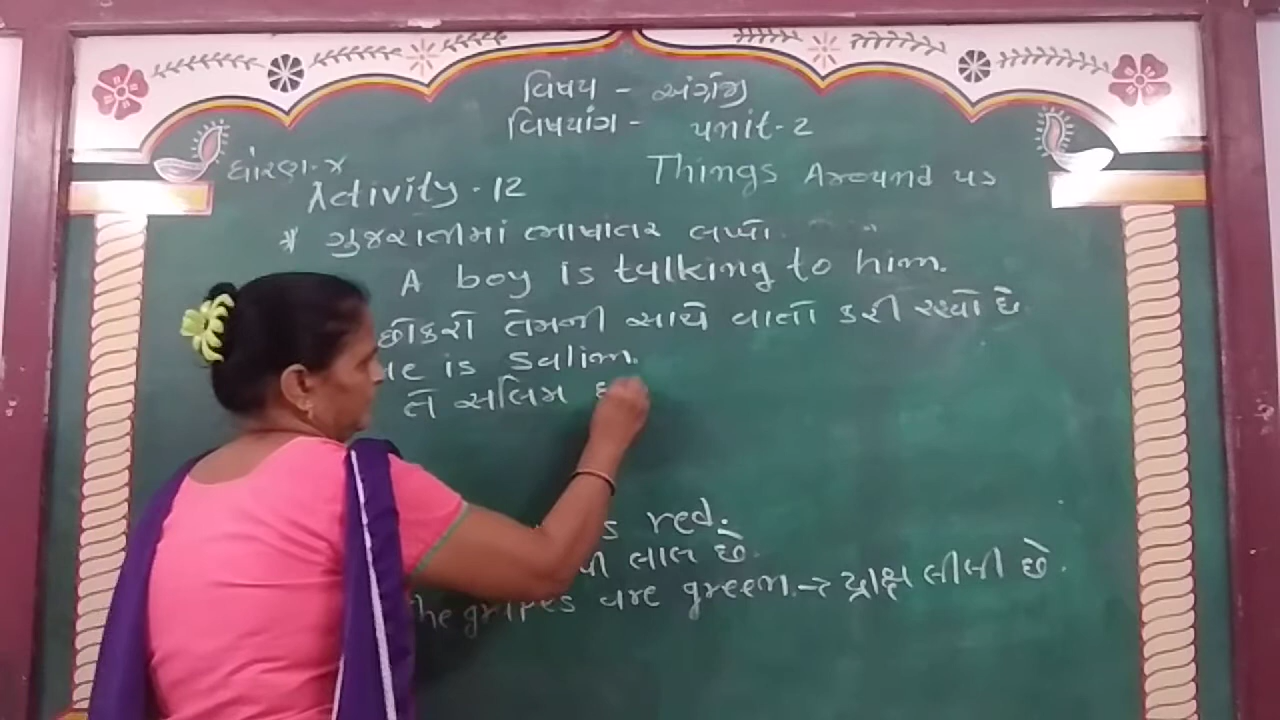 વિષય - અંગ્રેજી
વિષયાંગ - unit-2
ધોરણ-૪
Things Around us
Activity-12
* ગુજરાતીમાં ભાષાંતર લખો.
A boy is talking to him.
છોકરો તેમની સાથે વાતો કરી રહ્યો છે
is Salim.
તે સલિમ
red.
લાલ છે.
the grapes are green. → દ્રાક્ષ લીલી છે.